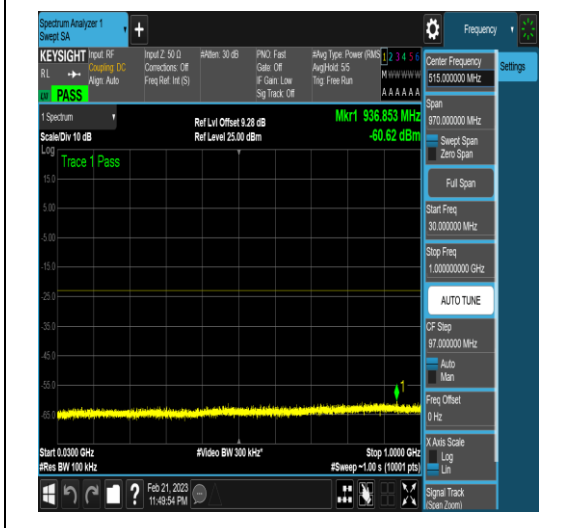 Spectrum Analyzer 1
Swept SA
+
Frequency
KEYSIGHT
RL
PASS
Input: RF
Coupling: DC
Align: Auto
Input Z: 50 Ω
Corrections: Off
Freq Ref: Int (S)
#Atten: 30 dB
PNO: Fast
Gate: Off
IF Gain: Low
Sig Track: Off
#Avg Type: Power (RMS
Avg|Hold: 5/5
Trig: Free Run
1 2 3 4 5 6
M W W W W W
A A A A A A
Center Frequency
515.000000 MHz
Settings
1 Spectrum
Scale/Div 10 dB
Ref Lvl Offset 9.28 dB
Ref Level 25.00 dBm
Mkr1 936.853 MHz
-60.62 dBm
Log
Trace 1 Pass
15.0
5.00
-5.00
-15.0
-25.0
-35.0
-45.0
-55.0
-65.0
1
Start 0.0300 GHz
#Res BW 100 kHz
#Video BW 300 kHz*
Stop 1.0000 GHz
#Sweep ~1.00 s (10001 pts)
Span
970.000000 MHz
Swept Span
Zero Span
Full Span
Start Freq
30.000000 MHz
Stop Freq
1.000000000 GHz
AUTO TUNE
CF Step
97.000000 MHz
Auto
Man
Freq Offset
0 Hz
X Axis Scale
Log
Lin
Signal Track
(Span Zoom)
?
Feb 21, 2023
11:49:54 PM